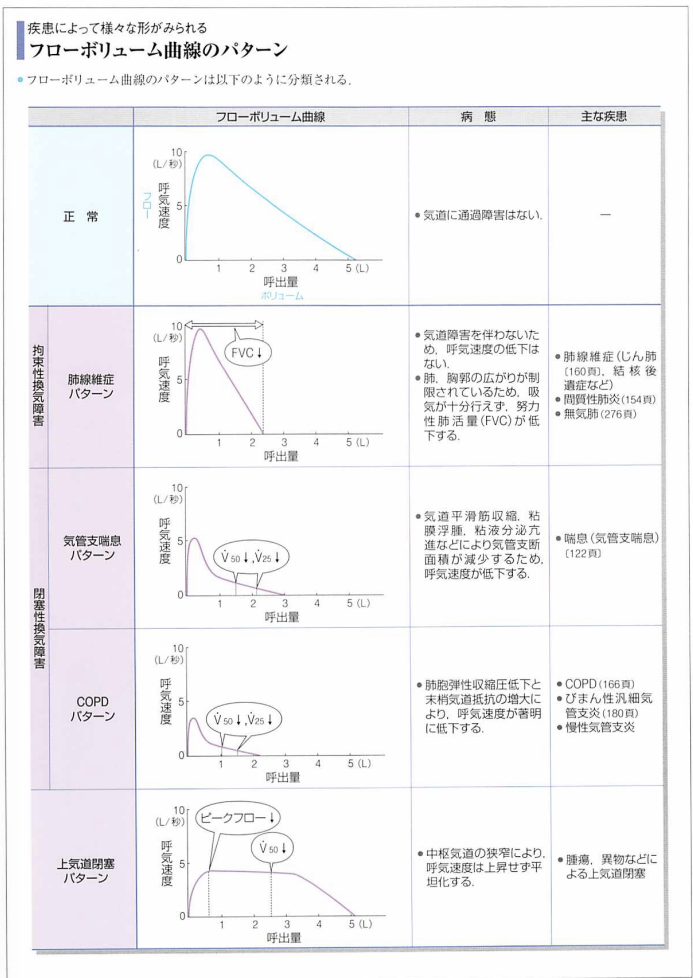 疾患によって様々な形がみられる
フローボリューム曲線のパターン
●フローボリューム曲線のパターンは以下のように分類される.
フローボリューム曲線 病 態 主な疾患
正 常
10
(L/秒)
フロー
呼気速度
5
0
1 2 3 4 5 (L)
呼出量
ボリューム
●気道に通過障害はない.
―
拘束性換気障害
肺線維症
パターン
10
(L/秒)
呼気速度
5
0
FVC↓
1 2 3 4 5 (L)
呼出量
●気道障害を伴わないた
め, 呼気速度の低下は
ない.
●肺, 胸郭の広がりが制
限されているため, 吸
気が十分行えず, 努力
性肺活量(FVC)が低
下する.
●肺線維症(じん肺
〔160頁〕, 結核後
遺症など)
●間質性肺炎(154頁)
●無気肺(276頁)
閉塞性換気障害
気管支喘息
パターン
10
(L/秒)
呼気速度
5
0
V̇50↓,V̇25↓
1 2 3 4 5 (L)
呼出量
●気道平滑筋収縮, 粘
膜浮腫, 粘液分泌亢
進などにより気管支断
面積が減少するため,
呼気速度が低下する.
●喘息(気管支喘息)
〔122頁〕
COPD
パターン
10
(L/秒)
呼気速度
5
0
V̇50↓,V̇25↓
1 2 3 4 5 (L)
呼出量
●肺胞弾性収縮圧低下と
末梢気道抵抗の増大に
より, 呼気速度が著明
に低下する.
●COPD(166頁)
●びまん性汎細気
管支炎(180頁)
●慢性気管支炎
上気道閉塞
パターン
10
(L/秒)
呼気速度
5
0
ピークフロー↓
V̇50↓
1 2 3 4 5 (L)
呼出量
●中枢気道の狭窄により,
呼気速度は上昇せず平
坦化する.
●腫瘍, 異物などに
よる上気道閉塞